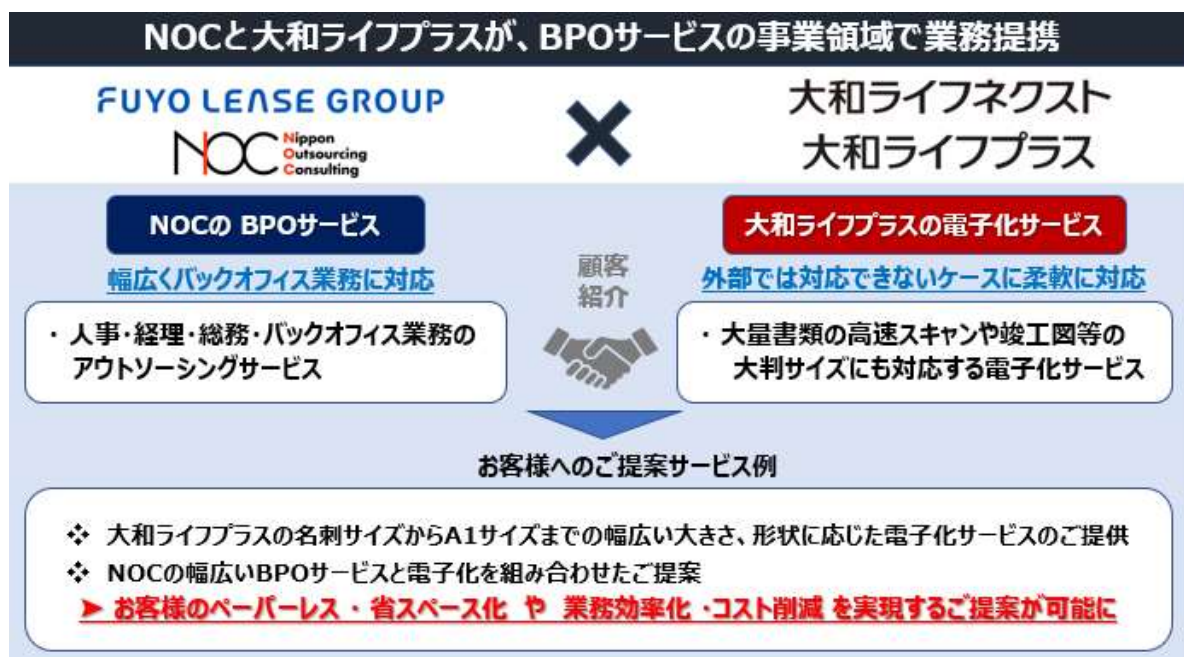 NOCと大和ライフプラスが、BPOサービスの事業領域で業務提携
FUYO LEASE GROUP
NOC Nippon
Outsourcing
Consulting
大和ライフネクスト
大和ライフプラス
NOCの BPOサービス
幅広くバックオフィス業務に対応
・人事・経理・総務・バックオフィス業務の
アウトソーシングサービス
顧客
紹介
大和ライフプラスの電子化サービス
外部では対応できないケースに柔軟に対応
・大量書類の高速スキャンや竣工図等の
大判サイズにも対応する電子化サービス
お客様へのご提案サービス例
❖ 大和ライフプラスの名刺サイズからA1サイズまでの幅広い大きさ、形状に応じた電子化サービスのご提供
❖ NOCの幅広いBPOサービスと電子化を組み合わせたご提案
➤ お客様のペーパーレス・省スペース化 や 業務効率化・コスト削減 を実現するご提案が可能に